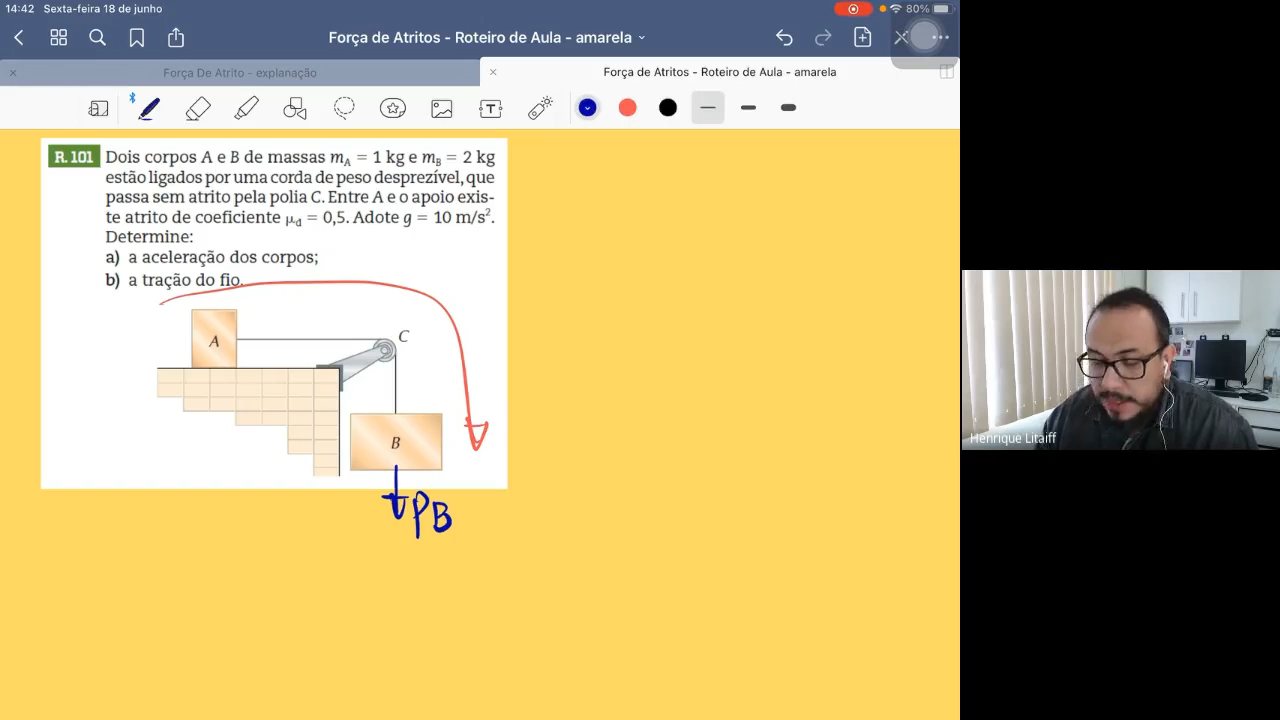 14:42 Sexta-feira 18 de junho
80%
Força de Atritos - Roteiro de Aula - amarela
Força De Atrito - explanação
Força de Atritos - Roteiro de Aula - amarela
R. 101 Dois corpos A e B de massas mA = 1 kg e mB = 2 kg
estão ligados por uma corda de peso desprezível, que
passa sem atrito pela polia C. Entre A e o apoio exis-
te atrito de coeficiente μd = 0,5. Adote g = 10 m/s².
Determine:
a) a aceleração dos corpos;
b) a tração do fio.
A
C
B
PB
Henrique Litaiff